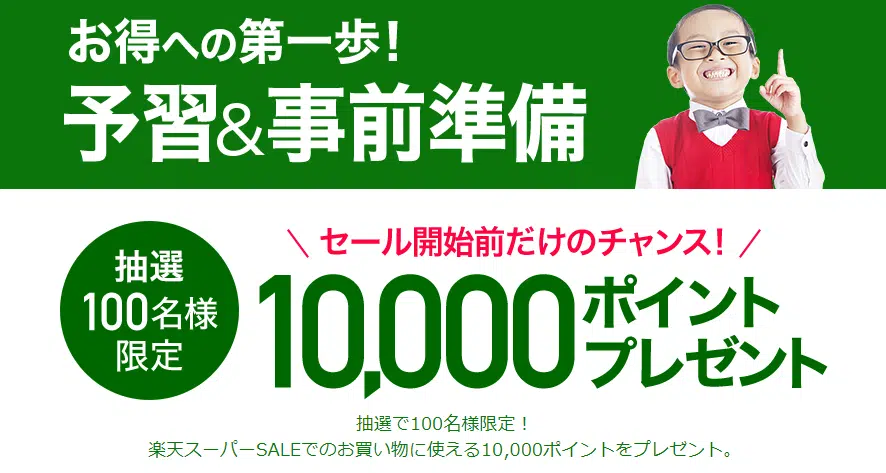 お得への第一歩！
予習&事前準備
抽選
100名様
限定
＼ セール開始前だけのチャンス！ ／
10,000ポイント
プレゼント
抽選で100名様限定！
楽天スーパーSALEでのお買い物に使える10,000ポイントをプレゼント。